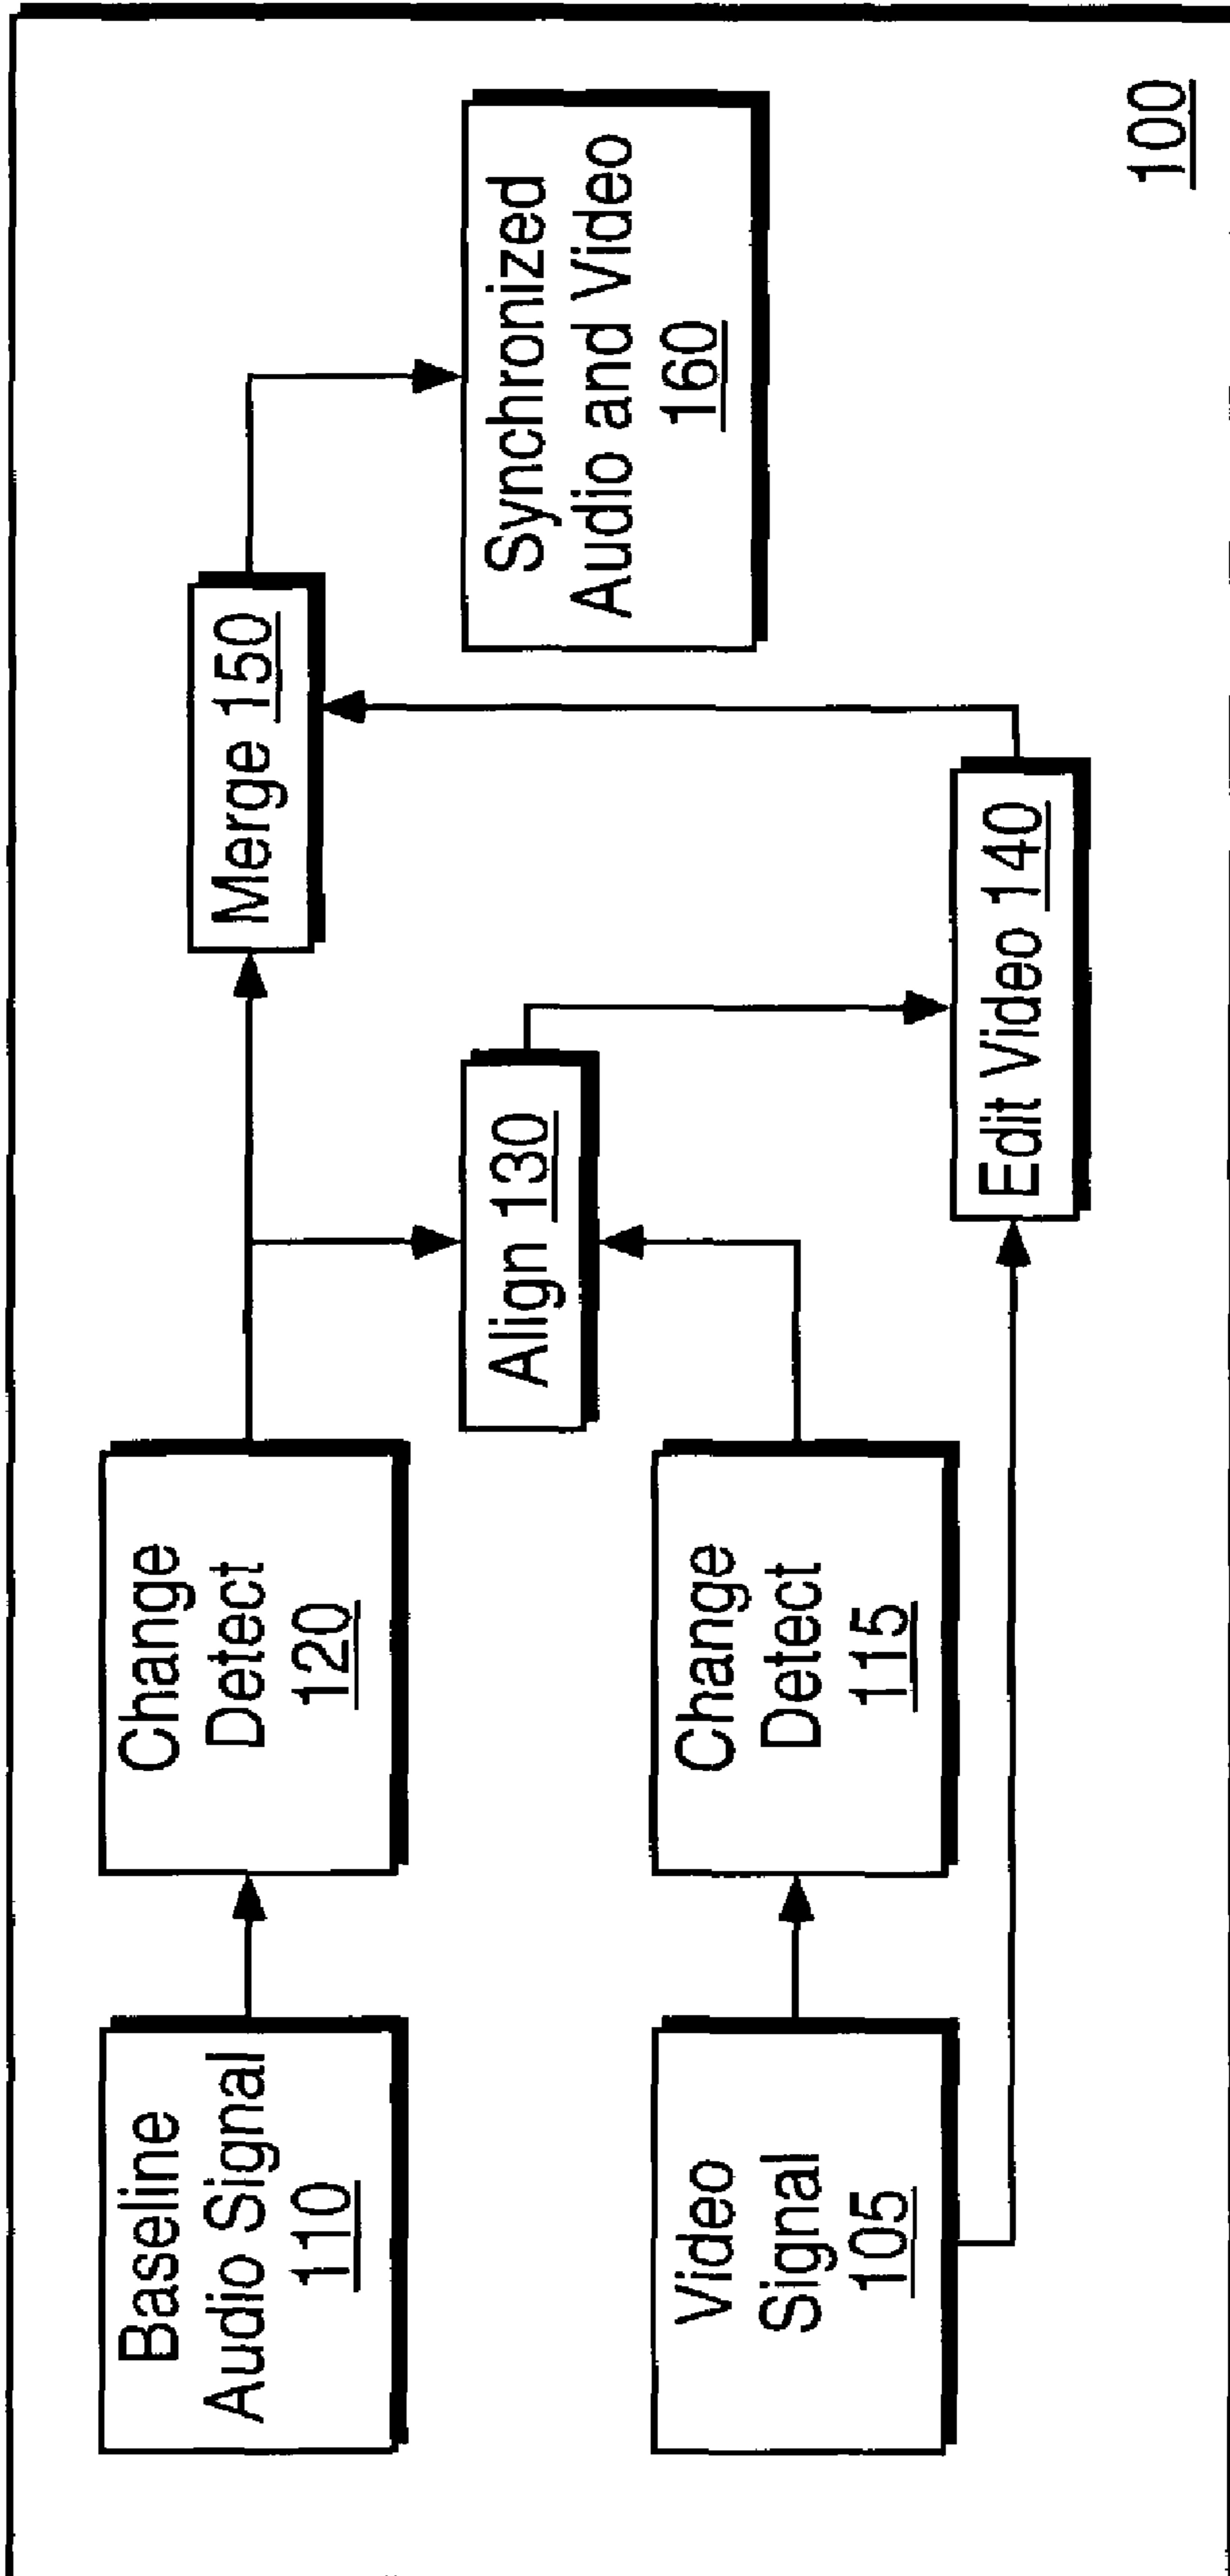 Baseline
Audio Signal
110
Change
Detect
120
Merge 150
Align 130
Synchronized
Audio and Video
160
Video
Signal
105
Change
Detect
115
Edit Video 140
100